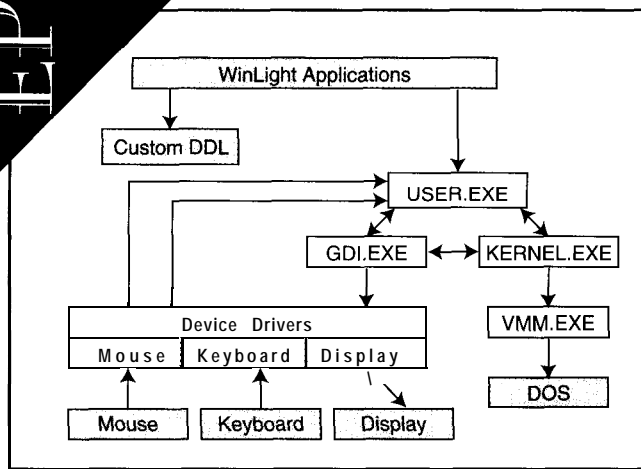 WinLight Applications
Custom DDL
USER.EXE
GDI.EXE
KERNEL.EXE
Device Drivers
VMM.EXE
Mouse
Keyboard
Display
DOS
Mouse
Keyboard
Display